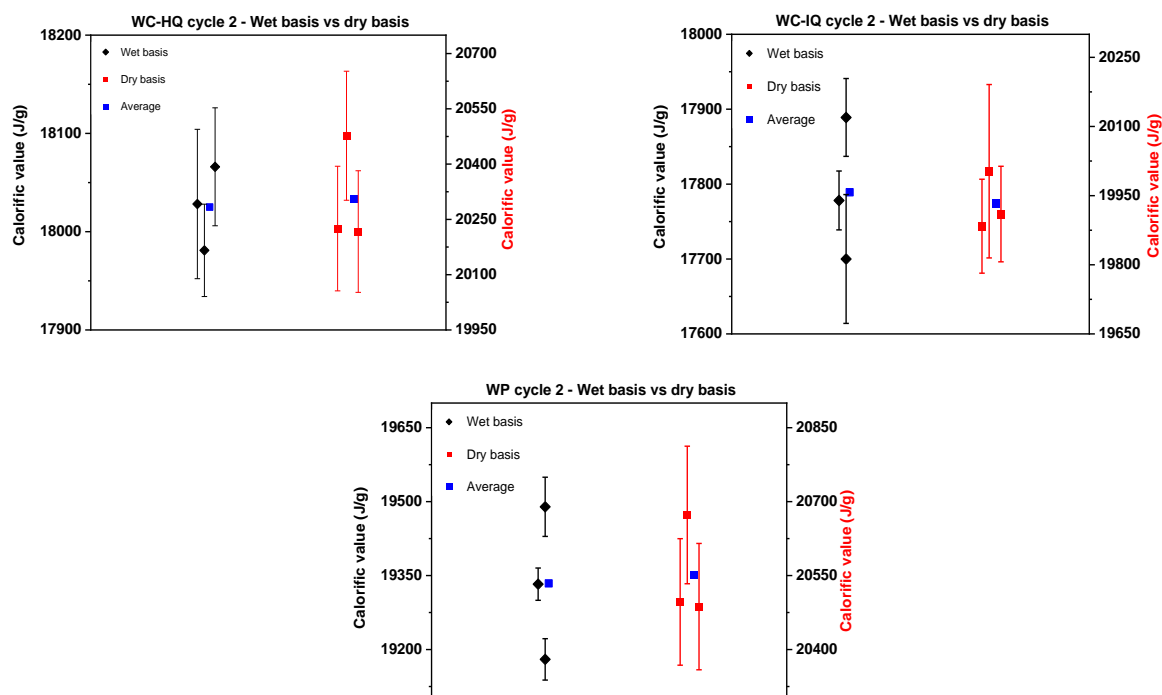 WC-HQ cycle 2 - Wet basis vs dry basis
18200
18100
18000
17900
Calorific value (J/g)
Wet basis
Dry basis
Average
20700
20550
20400
20250
20100
19950
Calorific value (J/g)
WC-IQ cycle 2 - Wet basis vs dry basis
18000
17900
17800
17700
17600
Calorific value (J/g)
Wet basis
Dry basis
Average
20250
20100
19950
19800
19650
Calorific value (J/g)
WP cycle 2 - Wet basis vs dry basis
19650
19500
19350
19200
Calorific value (J/g)
Wet basis
Dry basis
Average
20850
20700
20550
20400
Calorific value (J/g)